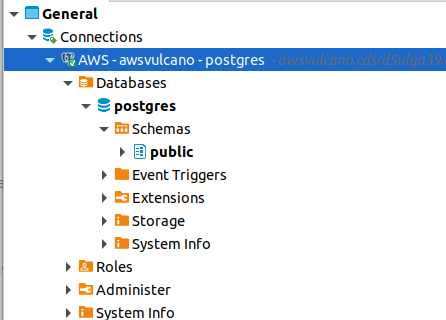 General
Connections
AWS - awsvulcano - postgres - awsvulcano.cdsrd5ulqa39.
Databases
postgres
Schemas
public
Event Triggers
Extensions
Storage
System Info
Roles
Administer
System Info